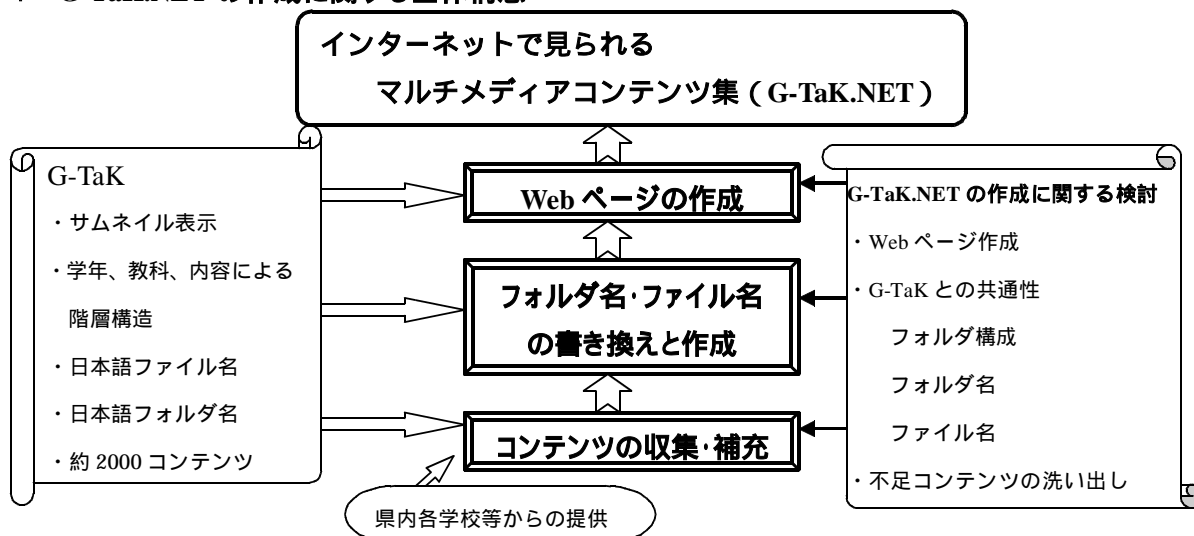 インターネットで見られる
マルチメディアコンテンツ集（G-TaK.NET）
G-TaK
・サムネイル表示
・学年、教科、内容による
階層構造
・日本語ファイル名
・日本語フォルダ名
・約 2000 コンテンツ
Web ページの作成
フォルダ名･ファイル名
の書き換えと作成
コンテンツの収集･補充
県内各学校等からの提供
G-TaK.NET の作成に関する検討
・Web ページ作成
・G-TaK との共通性
フォルダ構成
フォルダ名
ファイル名
・不足コンテンツの洗い出し